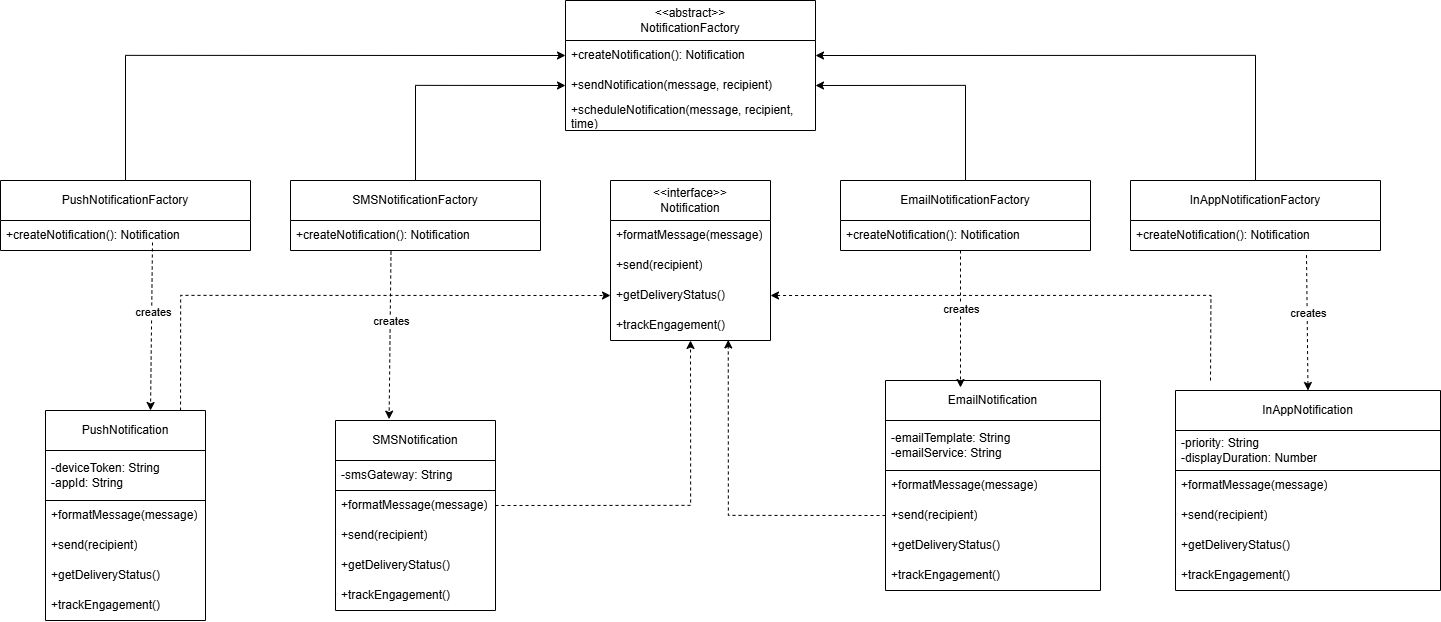 <<abstract>>
NotificationFactory
+createNotification(): Notification
+sendNotification(message, recipient)
+scheduleNotification(message, recipient,
time)
PushNotificationFactory
+createNotification(): Notification
SMSNotificationFactory
+createNotification(): Notification
<<interface>>
Notification
+formatMessage(message)
+send(recipient)
+getDeliveryStatus()
+trackEngagement()
EmailNotificationFactory
+createNotification(): Notification
InAppNotificationFactory
+createNotification(): Notification
creates
creates
creates
creates
PushNotification
-deviceToken: String
-appId: String
+formatMessage(message)
+send(recipient)
+getDeliveryStatus()
+trackEngagement()
SMSNotification
-smsGateway: String
+formatMessage(message)
+send(recipient)
+getDeliveryStatus()
+trackEngagement()
EmailNotification
-emailTemplate: String
-emailService: String
+formatMessage(message)
+send(recipient)
+getDeliveryStatus()
+trackEngagement()
InAppNotification
-priority: String
-displayDuration: Number
+formatMessage(message)
+send(recipient)
+getDeliveryStatus()
+trackEngagement()